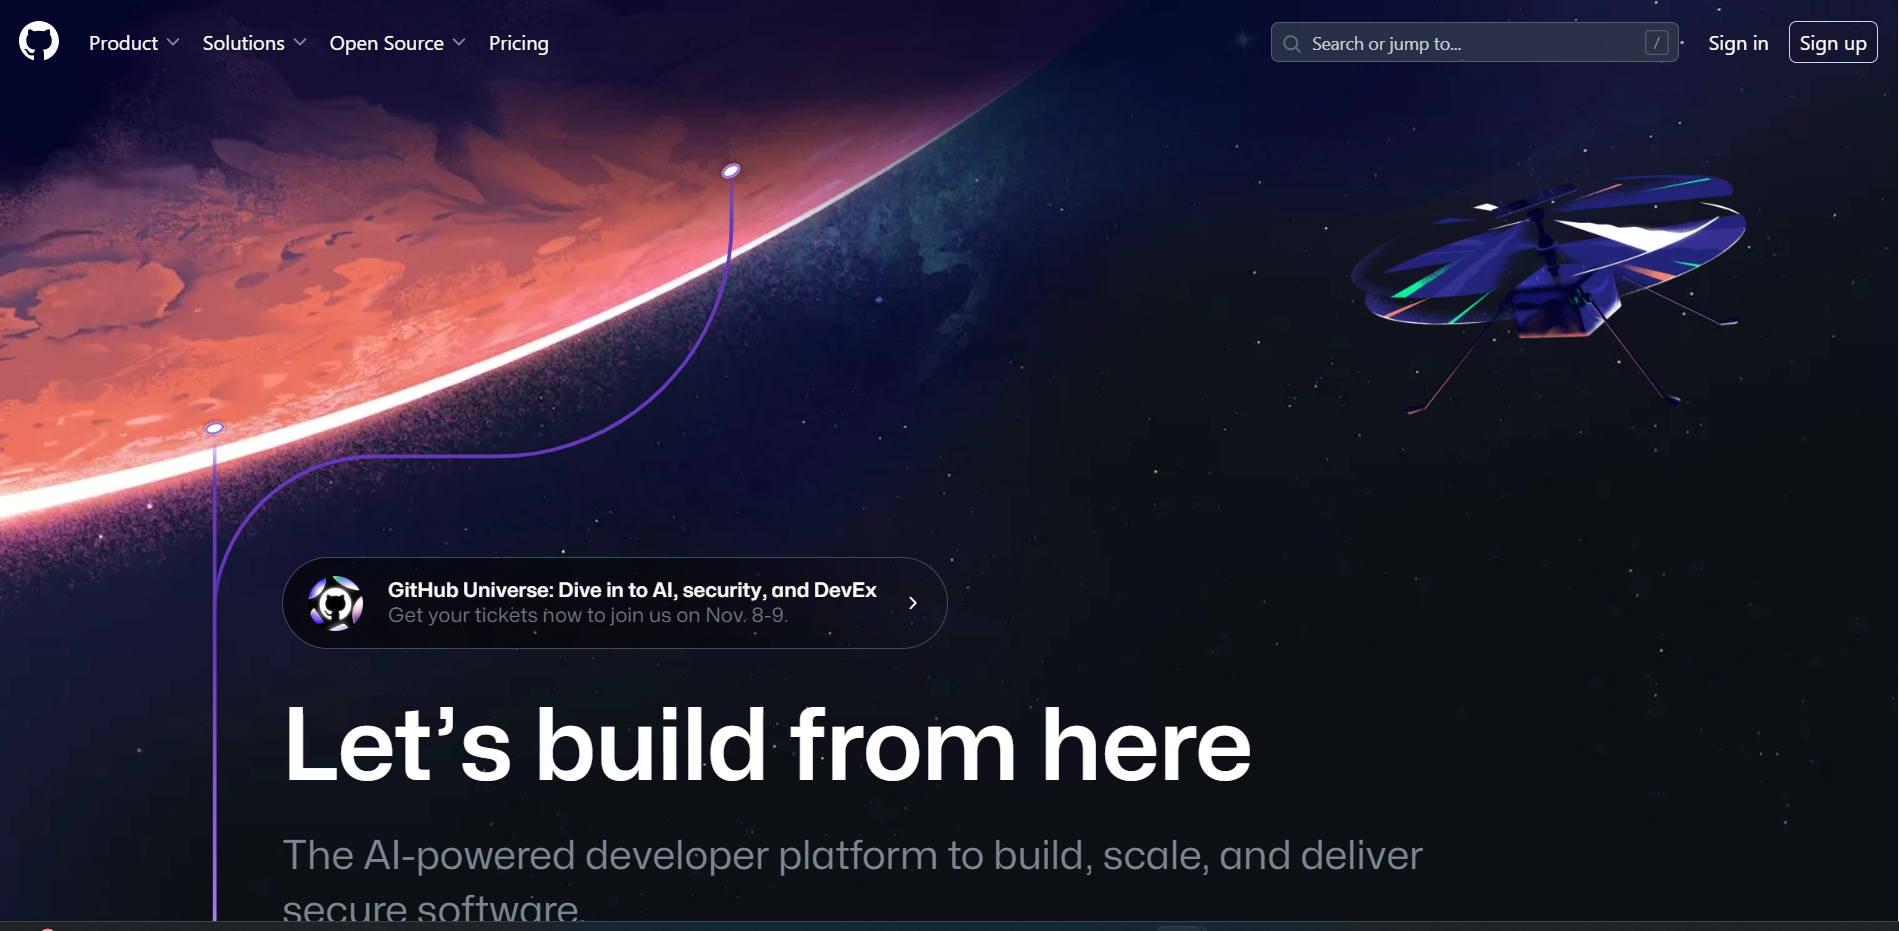 Product
Solutions
Open Source
Pricing
Search or jump to...
/
Sign in
Sign up
GitHub Universe: Dive in to AI, security, and DevEx
Get your tickets now to join us on Nov. 8-9.
Let’s build from here
The AI-powered developer platform to build, scale, and deliver
secure software.